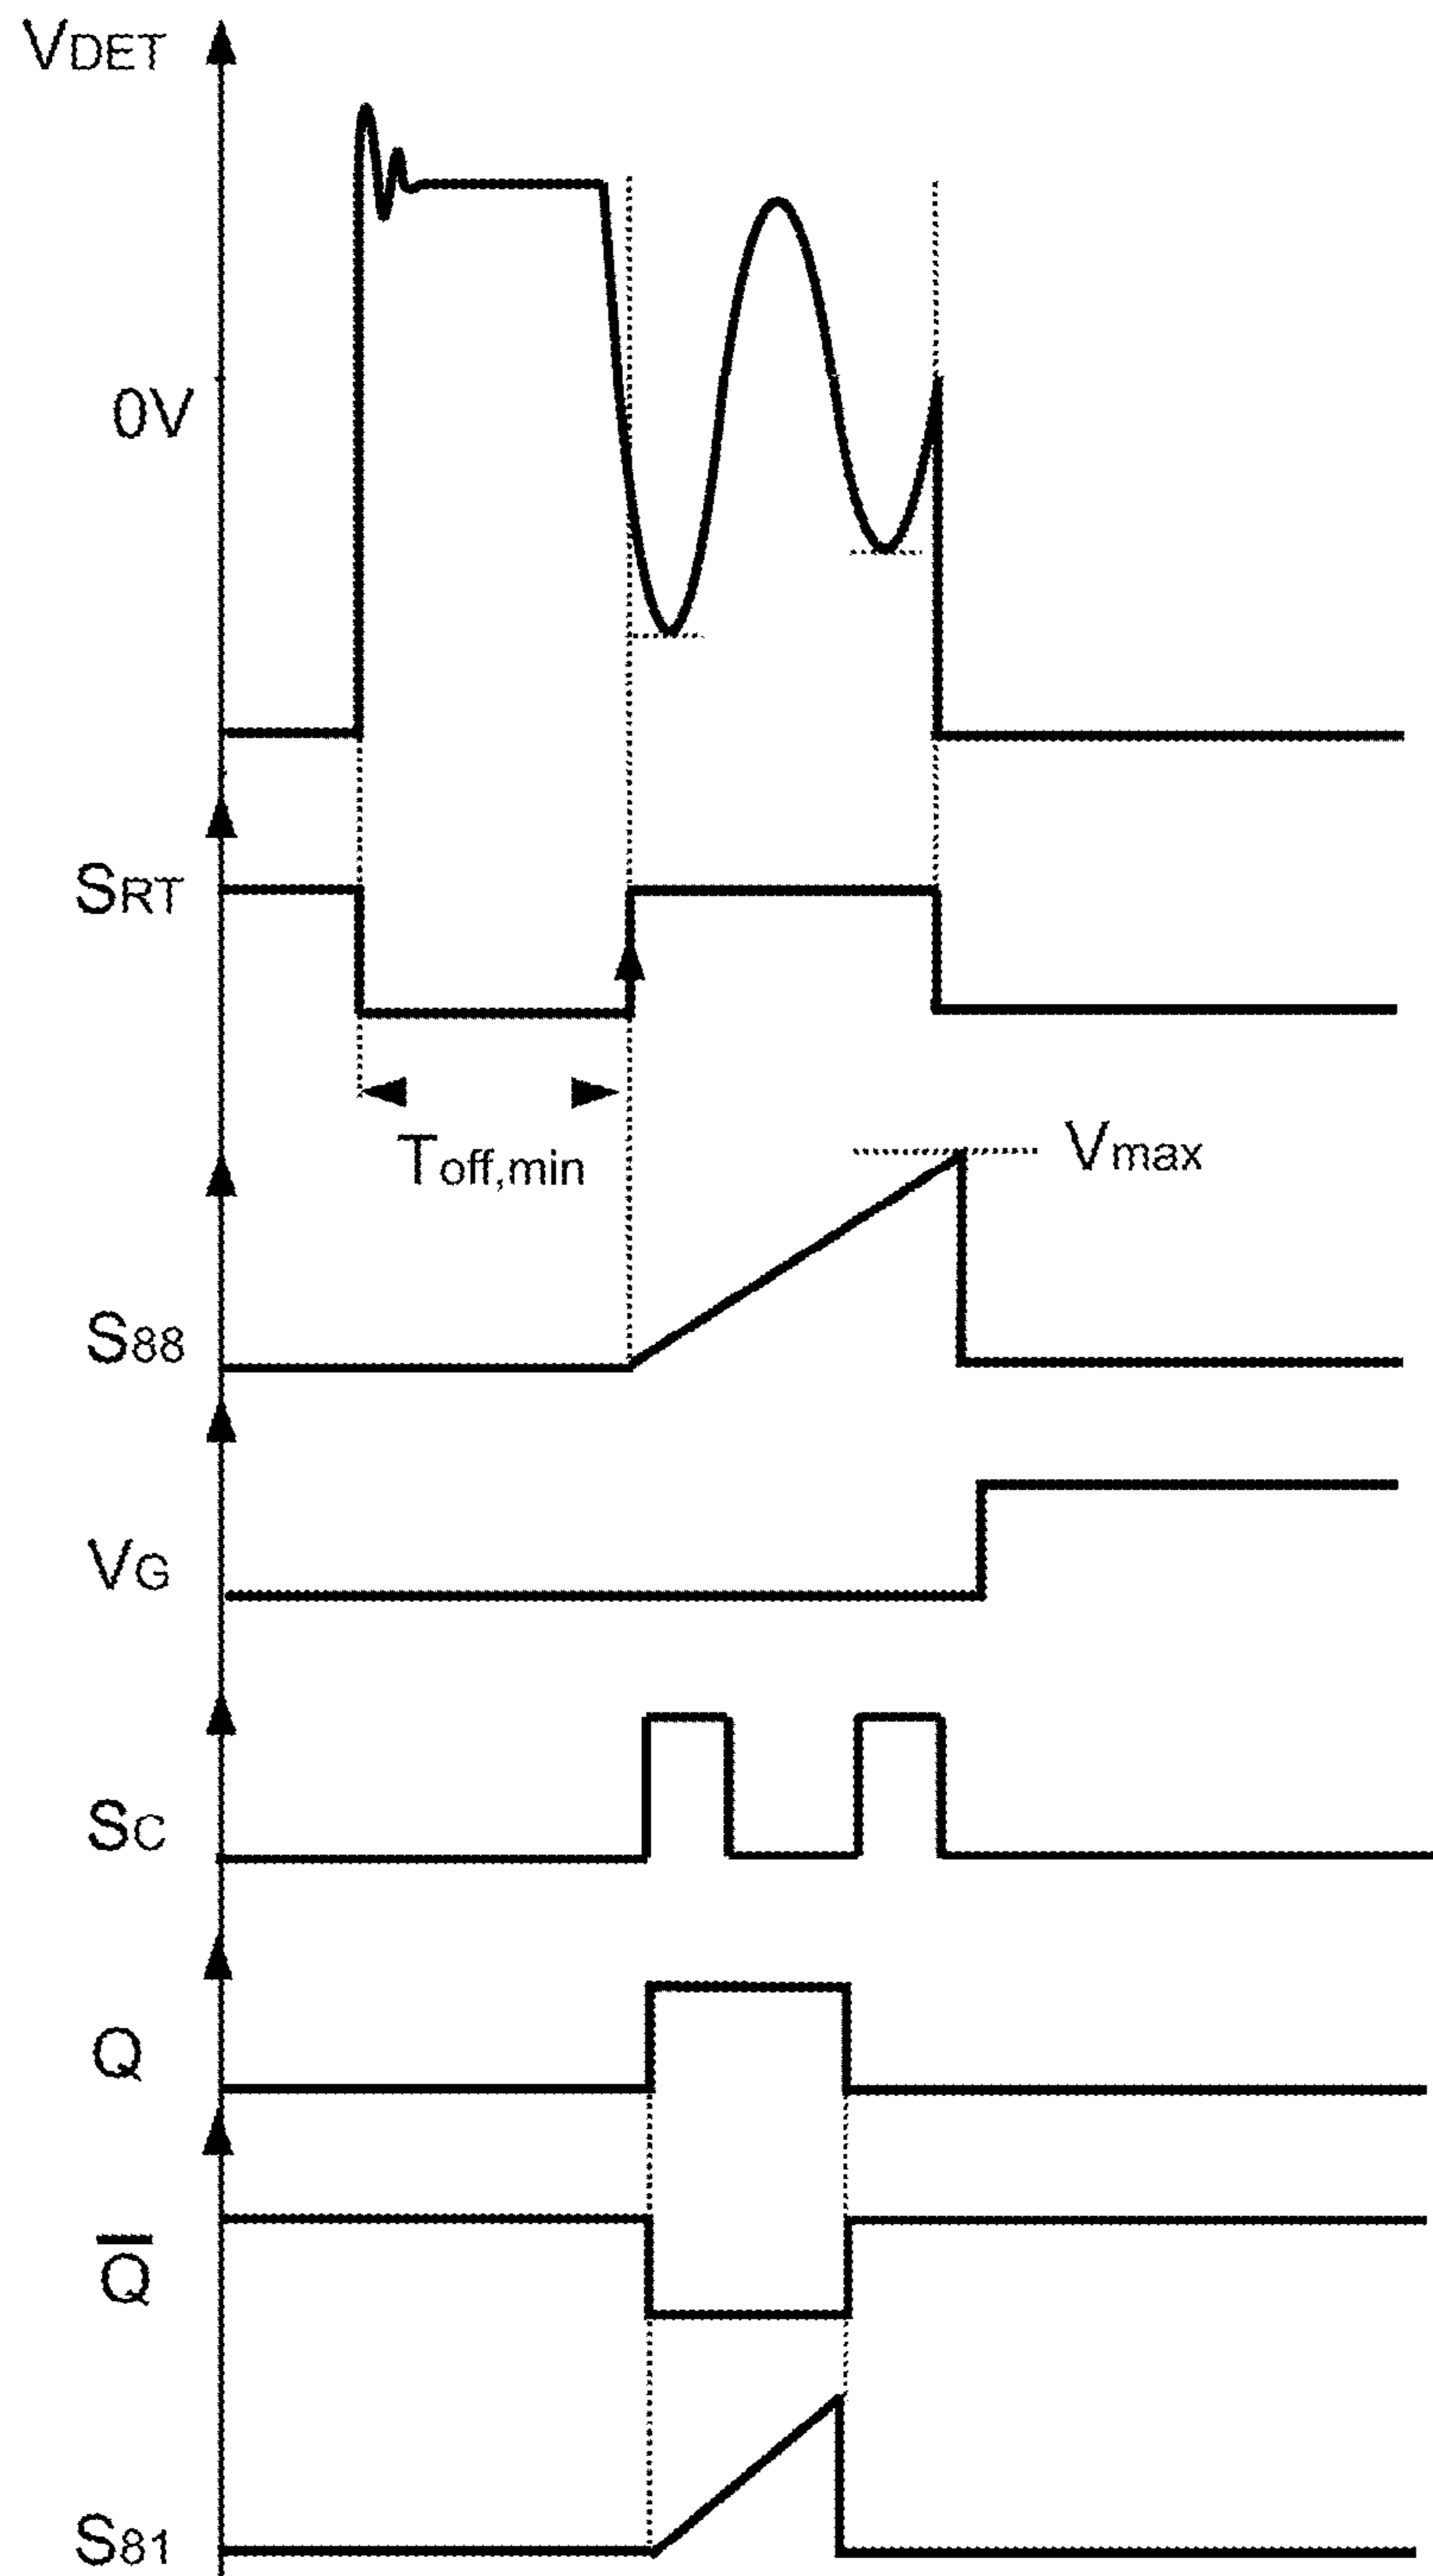 VDET
0V
SRT
Toff,min
Vmax
S88
VG
SC
Q
Q̅
S81